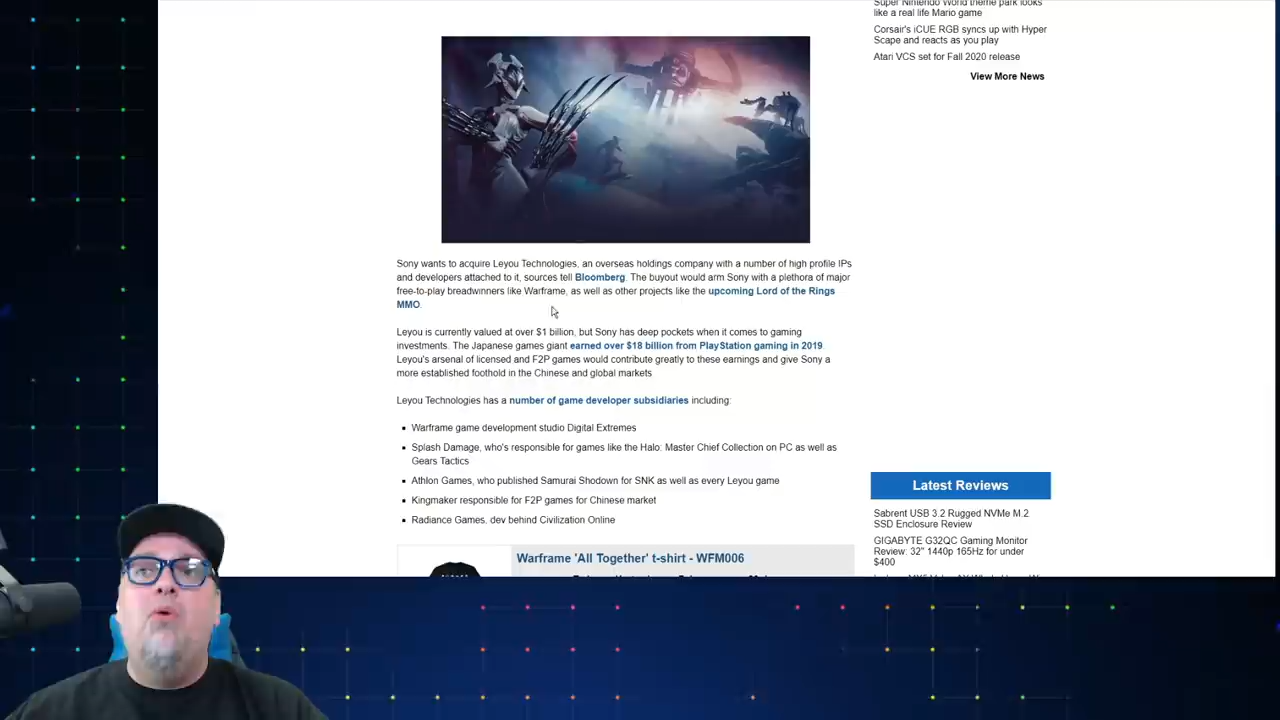 Super Nintendo World theme park looks
like a real life Mario game
Corsair's iCUE RGB syncs up with Hyper
Scape and reacts as you play
Atari VCS set for Fall 2020 release
View More News
Sony wants to acquire Leyou Technologies, an overseas holdings company with a number of high profile IPs
and developers attached to it, sources tell Bloomberg. The buyout would arm Sony with a plethora of major
free-to-play breadwinners like Warframe, as well as other projects like the upcoming Lord of the Rings
MMO.
Leyou is currently valued at over $1 billion, but Sony has deep pockets when it comes to gaming
investments. The Japanese games giant earned over $18 billion from PlayStation gaming in 2019.
Leyou's arsenal of licensed and F2P games would contribute greatly to these earnings and give Sony a
more established foothold in the Chinese and global markets
Leyou Technologies has a number of game developer subsidiaries including:
Warframe game development studio Digital Extremes
Splash Damage, who's responsible for games like the Halo: Master Chief Collection on PC as well as
Gears Tactics
Athlon Games, who published Samurai Shodown for SNK as well as every Leyou game
Kingmaker responsible for F2P games for Chinese market
Radiance Games, dev behind Civilization Online
Warframe 'All Together' t-shirt - WFM006
Latest Reviews
Sabrent USB 3.2 Rugged NVMe M.2
SSD Enclosure Review
GIGABYTE G32QC Gaming Monitor
Review: 32" 1440p 165Hz for under
$400